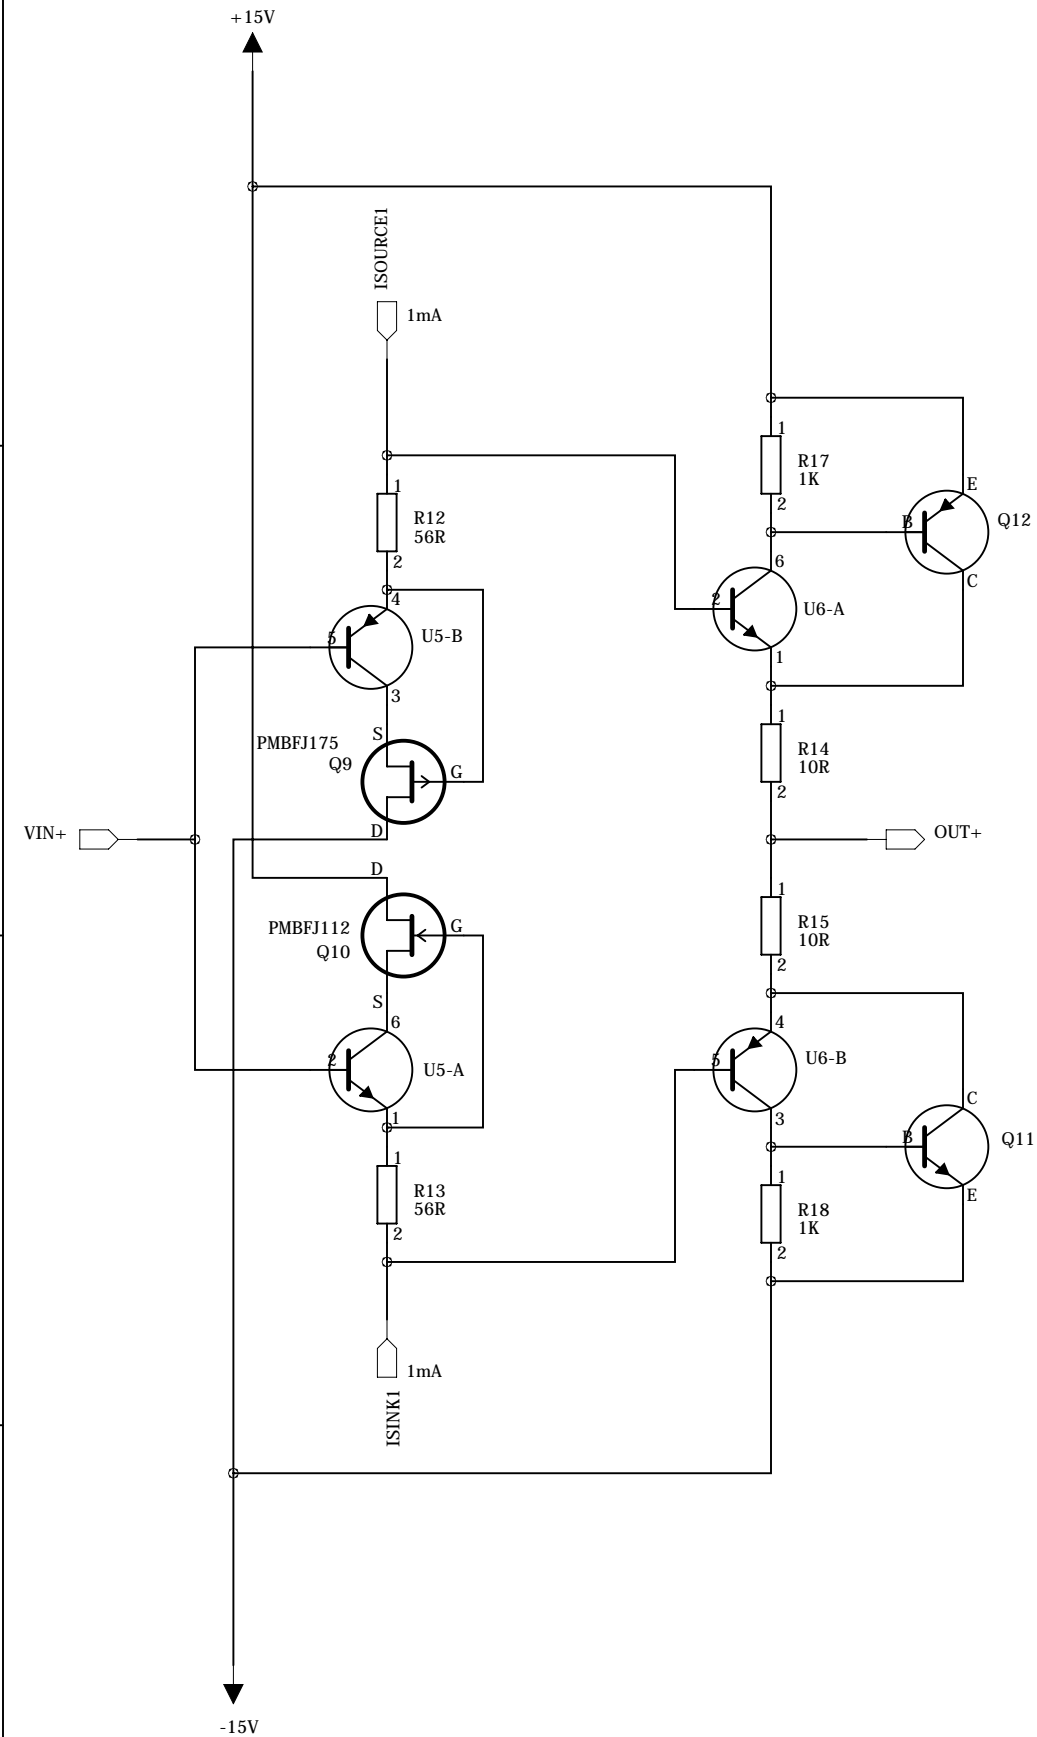 +15V
ISOURCE1
1mA
1
R17
1K
2
E
B
Q12
C
1
R12
56R
2
4
5
U5-B
3
6
2
U6-A
1
S
PMBFJ175
Q9
G
D
1
R14
10R
2
VIN+
OUT+
D
PMBFJ112
Q10
G
S
1
R15
10R
2
6
2
U5-A
1
4
5
U6-B
3
C
B
Q11
E
1
R13
56R
2
1
R18
1K
2
1mA
ISINK1
-15V